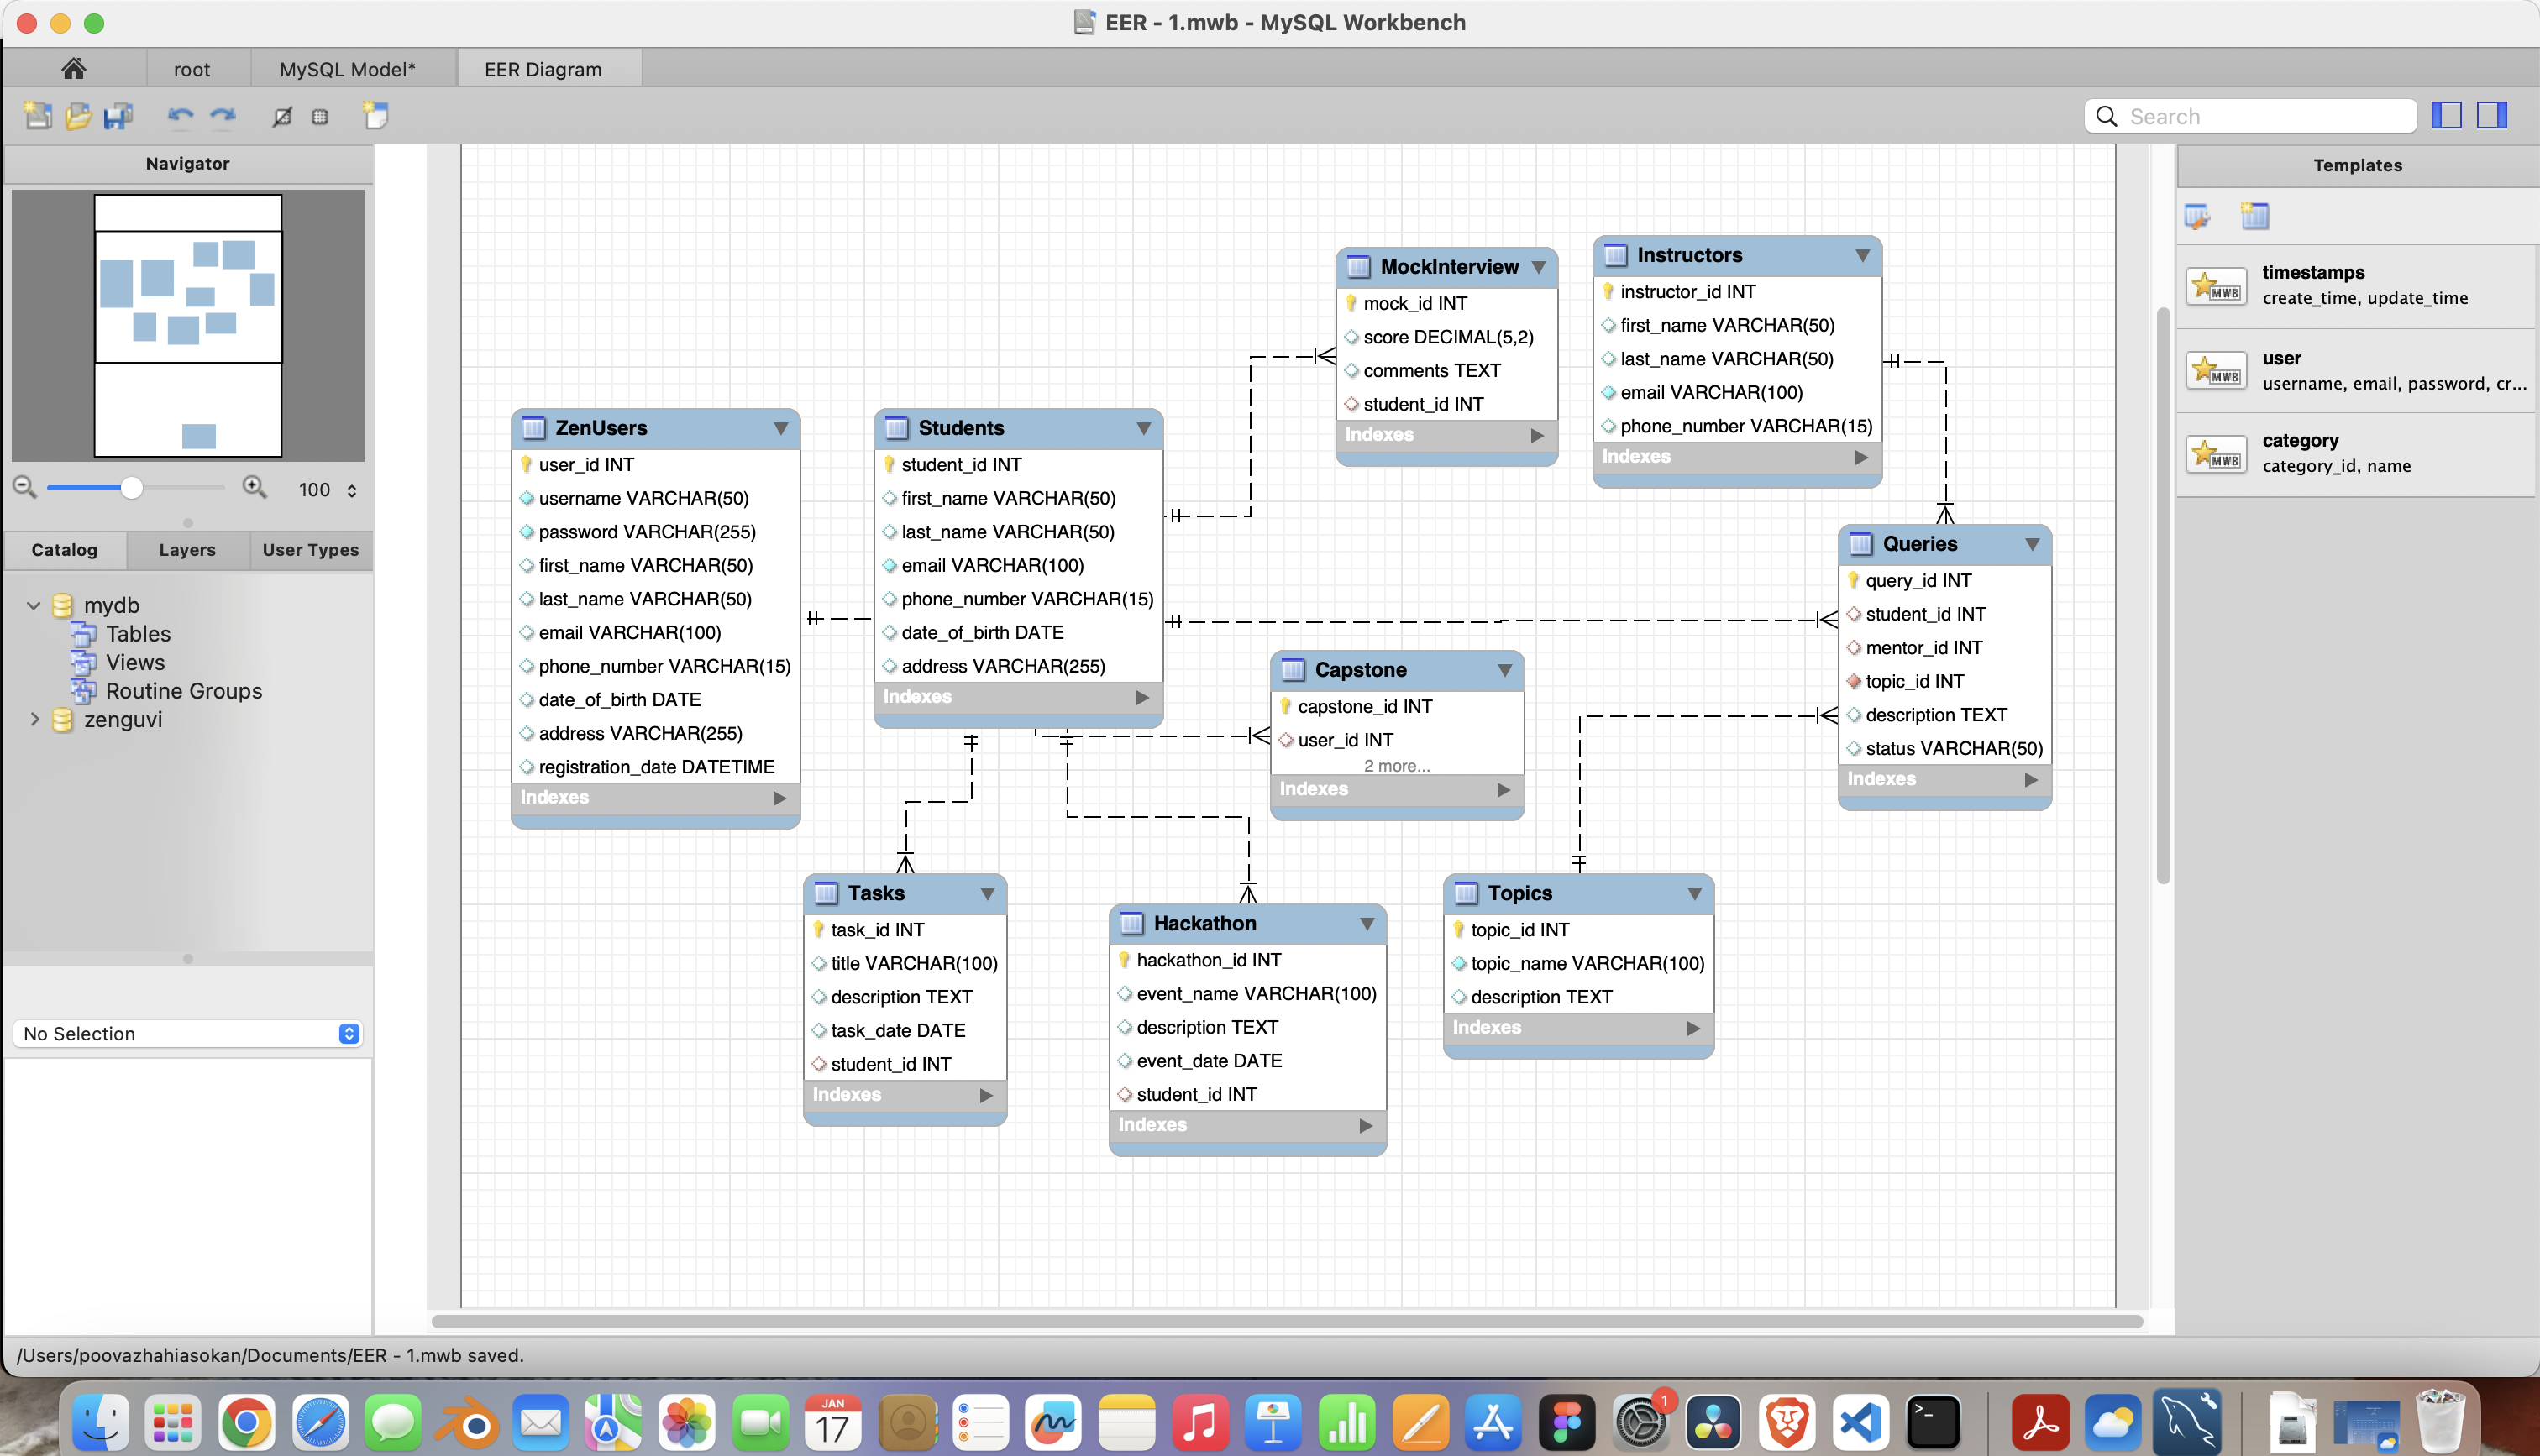 EER - 1.mwb - MySQL Workbench
root
MySQL Model*
EER Diagram
Search
Navigator
100
Catalog
Layers
User Types
mydb
Tables
Views
Routine Groups
zenguvi
No Selection
ZenUsers
user_id INT
username VARCHAR(50)
password VARCHAR(255)
first_name VARCHAR(50)
last_name VARCHAR(50)
email VARCHAR(100)
phone_number VARCHAR(15)
date_of_birth DATE
address VARCHAR(255)
registration_date DATETIME
Indexes
Students
student_id INT
first_name VARCHAR(50)
last_name VARCHAR(50)
email VARCHAR(100)
phone_number VARCHAR(15)
date_of_birth DATE
address VARCHAR(255)
Indexes
MockInterview
mock_id INT
score DECIMAL(5,2)
comments TEXT
student_id INT
Indexes
Instructors
instructor_id INT
first_name VARCHAR(50)
last_name VARCHAR(50)
email VARCHAR(100)
phone_number VARCHAR(15)
Indexes
Queries
query_id INT
student_id INT
mentor_id INT
topic_id INT
description TEXT
status VARCHAR(50)
Indexes
Capstone
capstone_id INT
user_id INT
2 more...
Indexes
Tasks
task_id INT
title VARCHAR(100)
description TEXT
task_date DATE
student_id INT
Indexes
Hackathon
hackathon_id INT
event_name VARCHAR(100)
description TEXT
event_date DATE
student_id INT
Indexes
Topics
topic_id INT
topic_name VARCHAR(100)
description TEXT
Indexes
Templates
MWB
timestamps
create_time, update_time
MWB
user
username, email, password, cr...
MWB
category
category_id, name
/Users/poovazhahiasokan/Documents/EER - 1.mwb saved.
JAN
17
1
>_